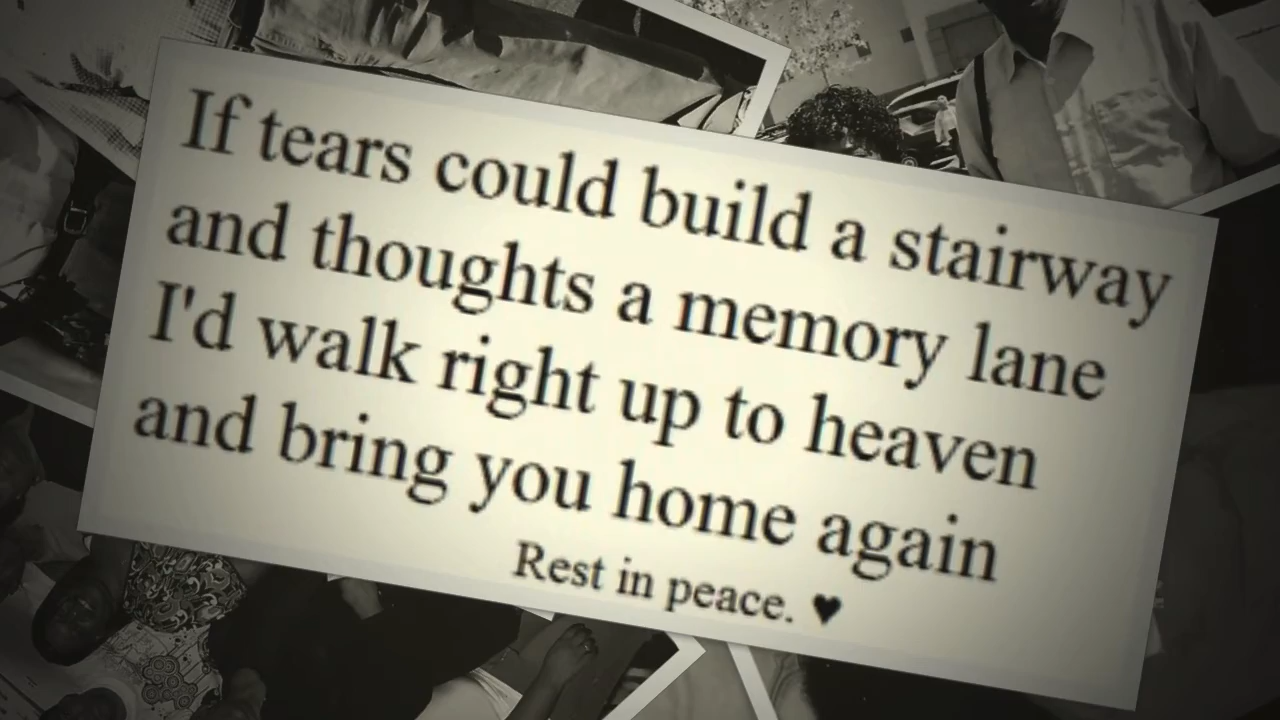 If tears could build a stairway
and thoughts a memory lane
I'd walk right up to heaven
and bring you home again
Rest in peace. ♥